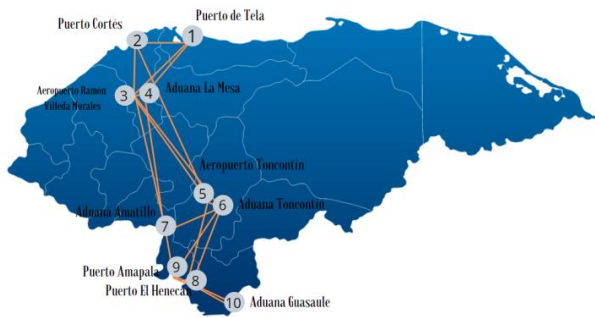 Puerto de Tela
Puerto Cortés
1
2
Aeropuerto Ramón
Villeda Morales
3
4
Aduana La Mesa
Aeropuerto Toncontín
5
6
Aduana Toncontín
Aduana Amatillo
7
Puerto Amapala
9
Puerto El Henecán
8
10
Aduana Guasaule